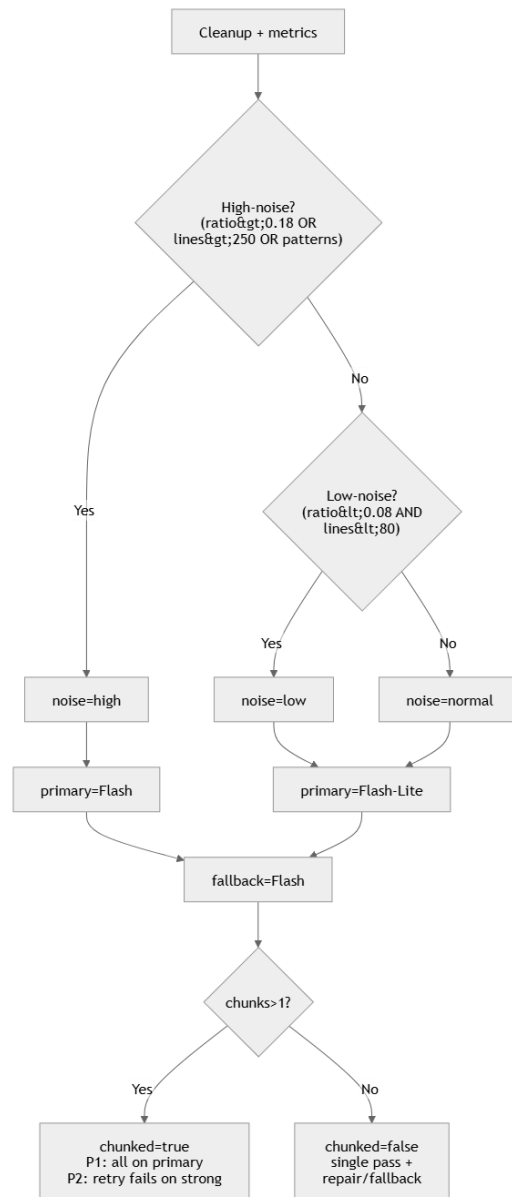 Cleanup + metrics
High-noise?
(ratio&gt;0.18 OR
lines&gt;250 OR patterns)
No
Low-noise?
(ratio&lt;0.08 AND
lines&lt;80)
Yes
Yes
No
noise=high
noise=low
noise=normal
primary=Flash
primary=Flash-Lite
fallback=Flash
chunks>1?
Yes
No
chunked=true
P1: all on primary
P2: retry fails on strong
chunked=false
single pass +
repair/fallback